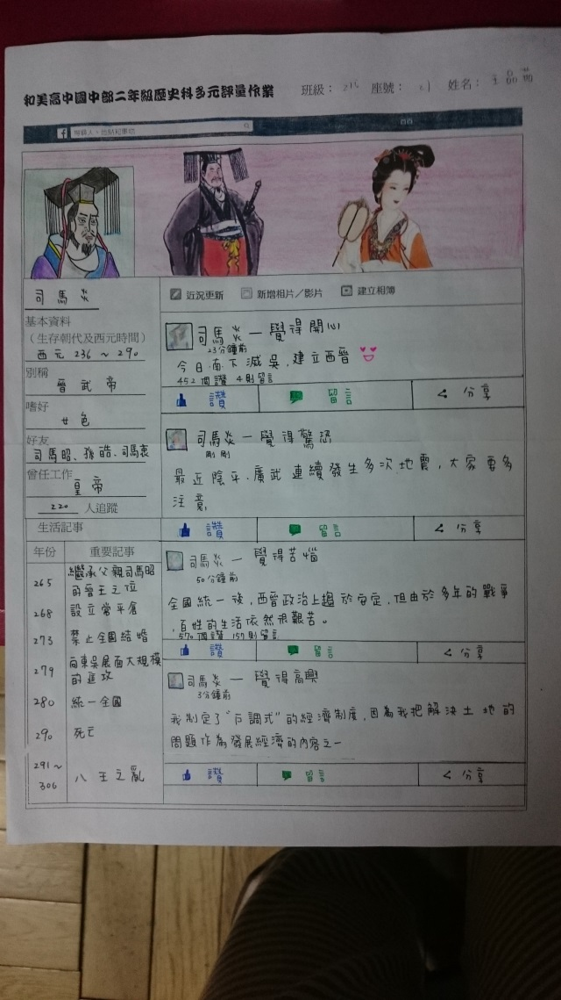 和美高中國中部二年級歷史科多元評量作業
班級：
座號：
姓名：王品
司馬炎
基本資料
（生存朝代及西元時間）
西元 236 ~ 290
別稱
晉武帝
嗜好
女色
好友
司馬昭、孫皓、司馬衷
曾任工作
皇帝
220 人追蹤
生活記事
年份 重要記事
265 繼承父親司馬昭
的晉王之位
268 設立常平倉
273 禁止全國結婚
279 向東吳展面大規模
的進攻
280 統一全國
290 死亡
291~
306 八王之亂
近況更新 新增相片／影片 建立相簿
司馬炎 — 覺得開心
23分鐘前
今日南下滅吳，建立西晉
452個讚 4則留言
讚 留言 分享
司馬炎 — 覺得驚恐
剛剛
最近陰平、廣武連續發生多次地震，大家要多
注意
讚 留言 分享
司馬炎 — 覺得苦惱
50分鐘前
全國統一後，西晉政治上趨於安定，但由於多年的戰爭
，百姓的生活依然很艱苦。
570個讚 157則留言
讚 留言 分享
司馬炎 — 覺得高興
3分鐘前
我制定了"戶調式"的經濟制度，因為我把解決土地的
問題作為發展經濟的內容之一
讚 留言 分享